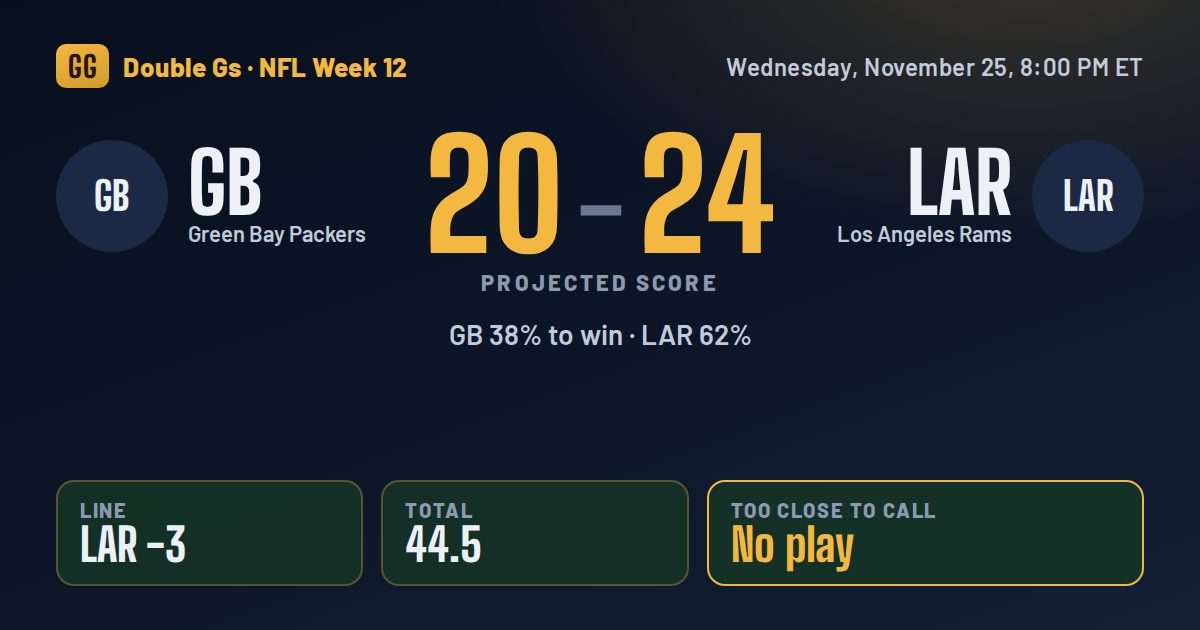 GG Double Gs · NFL Week 12
Wednesday, November 25, 8:00 PM ET
GB
GB
Green Bay Packers
20 – 24
PROJECTED SCORE
GB 38% to win · LAR 62%
LAR
Los Angeles Rams
LAR
LINE
LAR −3
TOTAL
44.5
TOO CLOSE TO CALL
No play